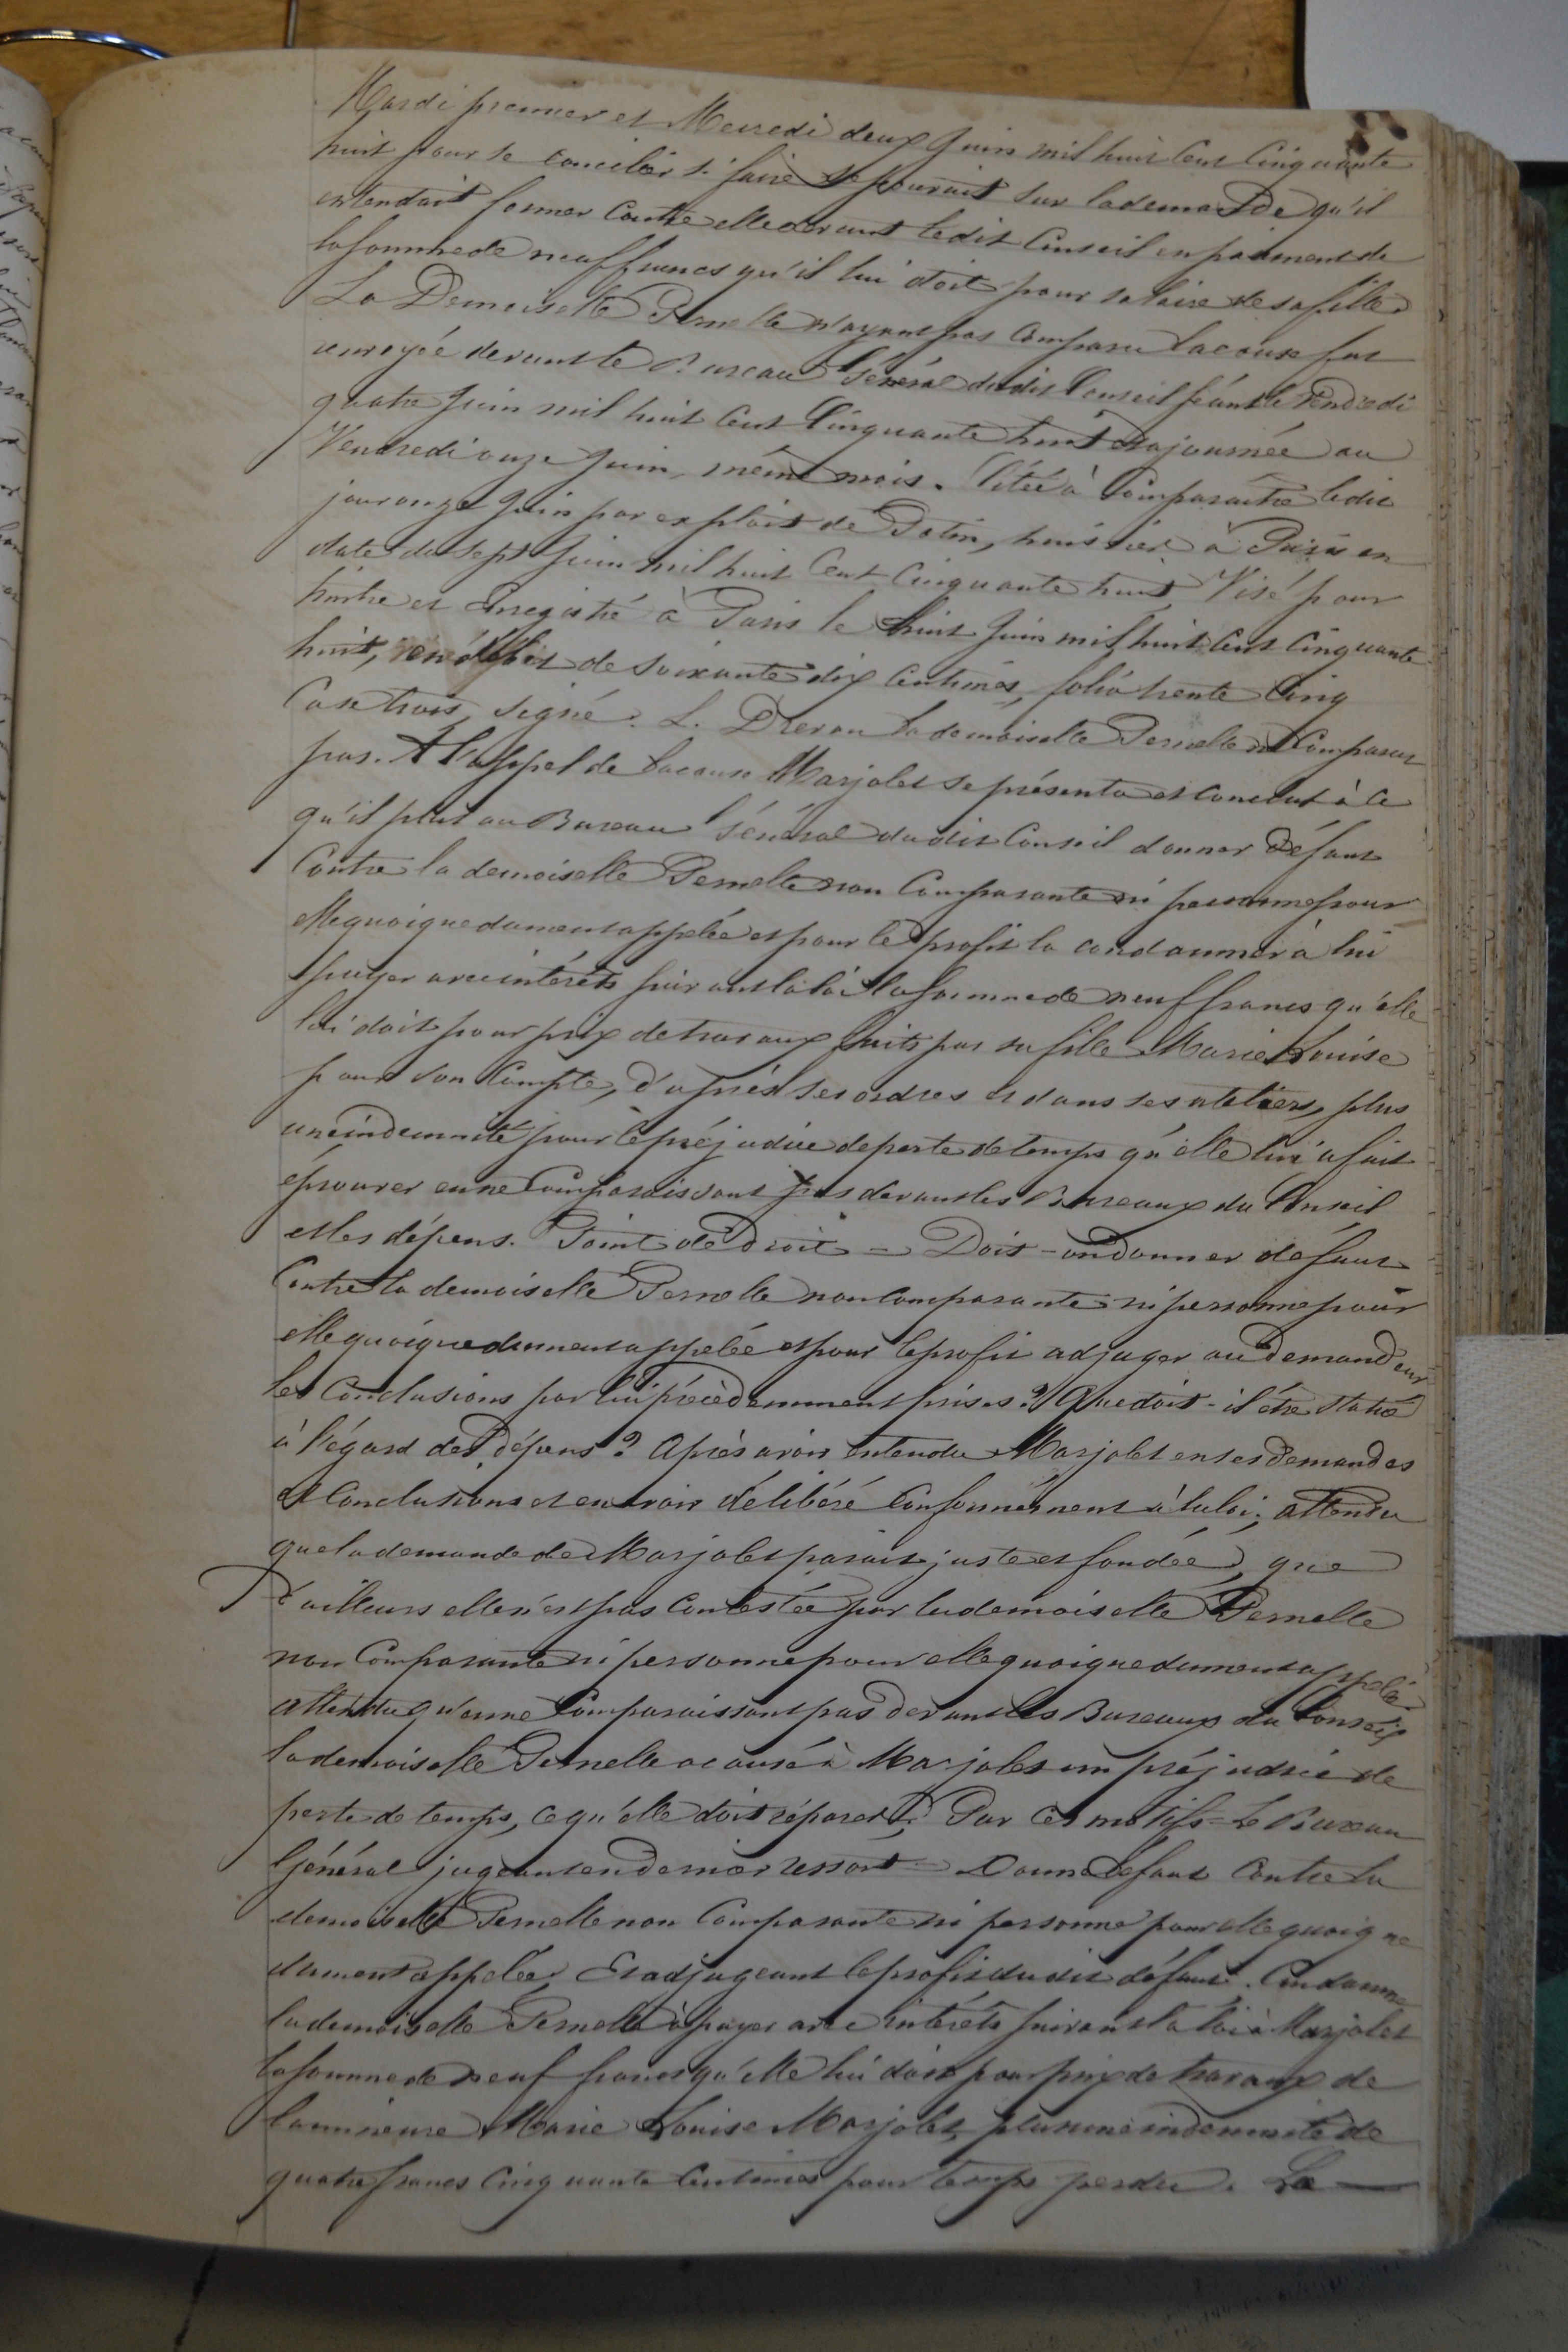 Mardi premier et Mercredi deux Juin mil huit cent cinquante
huit pour se concilier si faire se pouvait sur la demande qu'il
entendait former contre elle devant ledit Conseil en paiement de
la somme de neuf francs qu'il lui doit pour salaire de sa fille.
La Demoiselle Pernelle n'ayant pas comparu la cause fut
renvoyée devant le Bureau Général dudit Conseil séant le Vendredi
quatre Juin mil huit cent cinquante huit et ajournée au
Vendredi onze Juin, même mois. Citée à comparaître ledit
jour onze Juin par exploit de Potin, huissier à Paris en
date du sept Juin mil huit cent cinquante huit, Visé pour
timbre et Enregistré à Paris le huit Juin mil huit cent cinquante
huit, en débet de soixante dix centimes, folio trente cinq
Case trois, signé: L. Dreran la demoiselle Pernelle ne comparut
pas. A l'appel de la cause Marjolet se présenta et conclut à ce
qu'il plut au Bureau Général dudit Conseil donner défaut
Contre la demoiselle Pernelle non comparante ni personne pour
elle quoique dument appelée et pour le profit la condamner à lui
payer avec intérêts suivant la loi la somme de neuf francs qu'elle
lui doit pour prix de travaux faits par sa fille Marie Louise
pour son compte, d'après ses ordres et dans ses ateliers, plus
une indemnité pour le préjudice de perte de temps qu'elle lui a fait
éprouver en ne comparaissant pas devant les Bureaux du Conseil
et les dépens. Point de droit = Doit-on donner défaut
Contre la demoiselle Pernelle non comparante ni personne pour
elle quoique dument appelée et pour le profit adjuger au demandeur
les conclusions par lui précédemment prises? Que doit-il être statué
à l'égard des dépens? Après avoir entendu Marjolet en ses demandes
et conclusions et en avoir délibéré conformément à la loi; attendu
que la demande de Marjolet parait juste et fondée, que
d'ailleurs elle n'est pas contestée par la demoiselle Pernelle
non comparante ni personne pour elle quoique dument appelée
attendu qu'en ne comparaissant pas devant les Bureaux du Conseil
la demoiselle Pernelle a causé à Marjolet un préjudice de
perte de temps, ce qu'elle doit réparer; Par ces motifs = Le Bureau
Général jugeant en dernier ressort = Donne défaut contre la
demoiselle Pernelle non comparante ni personne pour elle quoique
dument appelée; Et adjugeant le profit dudit défaut. Condamne
la demoiselle Pernelle à payer avec intérêts suivant la loi à Marjolet
la somme de neuf francs qu'elle lui doit pour prix de travaux de
la mineure Marie Louise Marjolet, plus une indemnité de
quatre francs cinquante centimes pour temps perdu. La